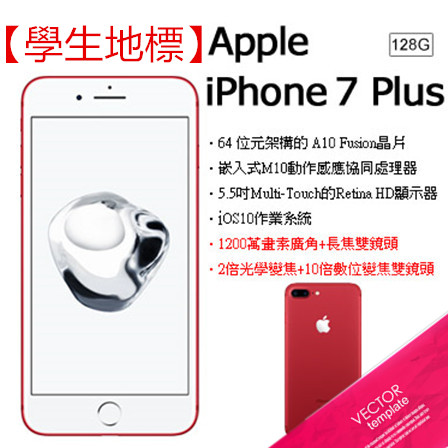 【學生地標】Apple
128G
iPhone 7 Plus
・64 位元架構的 A10 Fusion晶片
・嵌入式M10動作感應協同處理器
・5.5吋Multi-Touch的Retina HD顯示器
・iOS10作業系統
・1200萬畫素廣角+長焦雙鏡頭
・2倍光學變焦+10倍數位變焦雙鏡頭
VECTOR
template